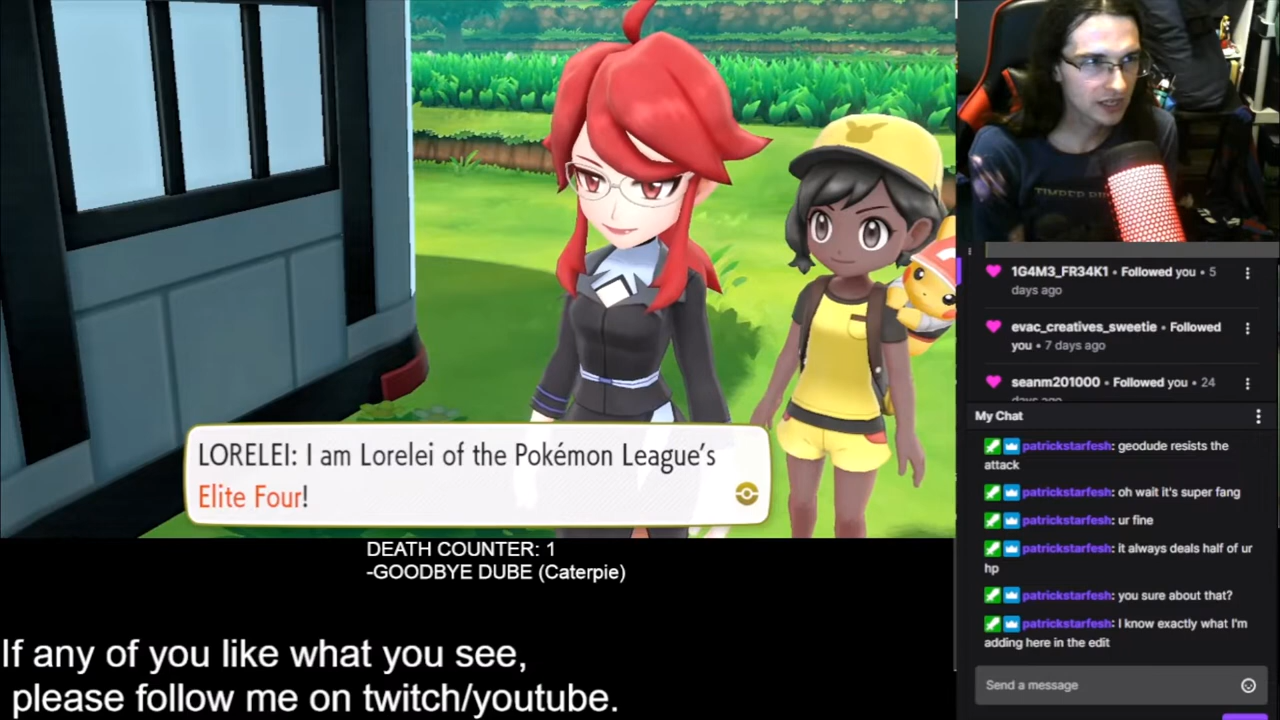 LORELEI: I am Lorelei of the Pokémon League's
Elite Four!
DEATH COUNTER: 1
-GOODBYE DUBE (Caterpie)
If any of you like what you see,
please follow me on twitch/youtube.
1G4M3_FR34K1 • Followed you • 5
days ago
evac_creatives_sweetie • Followed
you • 7 days ago
seanm201000 • Followed you • 24
days ago
My Chat
patrickstarfesh: geodude resists the
attack
patrickstarfesh: oh wait it's super fang
patrickstarfesh: ur fine
patrickstarfesh: it always deals half of ur
hp
patrickstarfesh: you sure about that?
patrickstarfesh: I know exactly what I'm
adding here in the edit
Send a message